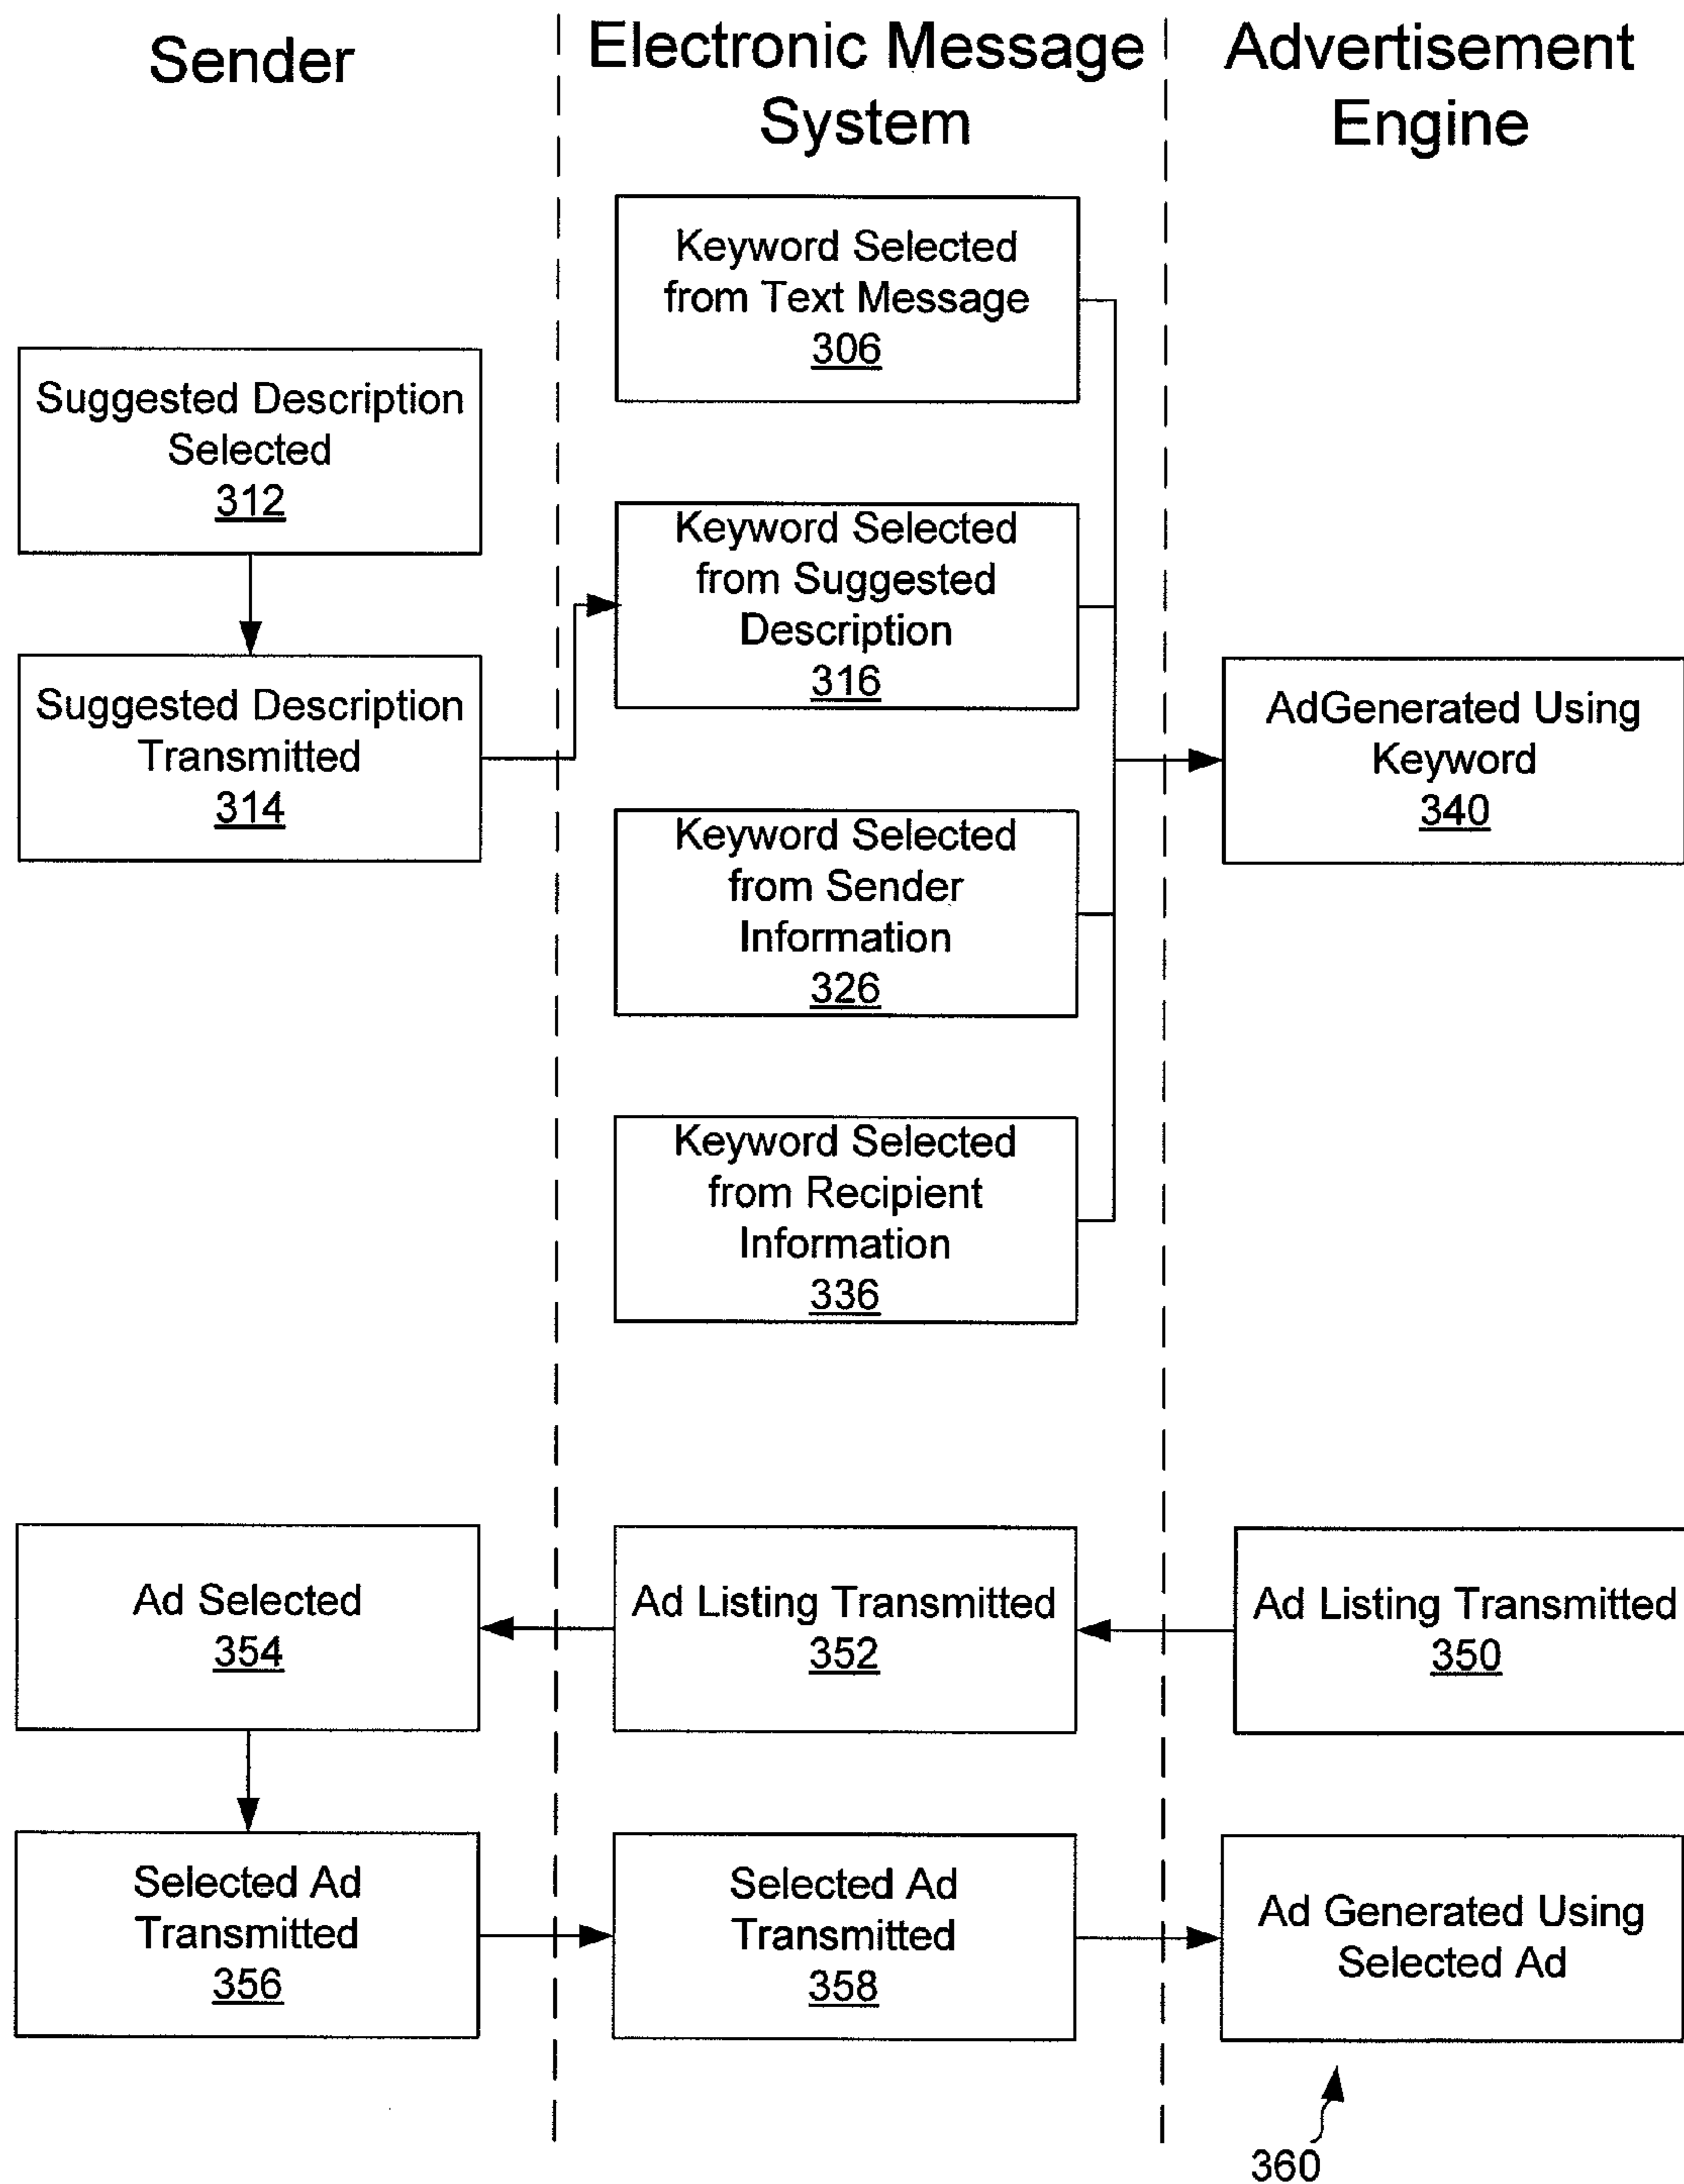 Sender
Electronic Message
System
Advertisement
Engine
Keyword Selected
from Text Message
306
Suggested Description
Selected
312
Keyword Selected
from Suggested
Description
316
Suggested Description
Transmitted
314
AdGenerated Using
Keyword
340
Keyword Selected
from Sender
Information
326
Keyword Selected
from Recipient
Information
336
Ad Selected
354
Ad Listing Transmitted
352
Ad Listing Transmitted
350
Selected Ad
Transmitted
356
Selected Ad
Transmitted
358
Ad Generated Using
Selected Ad
360